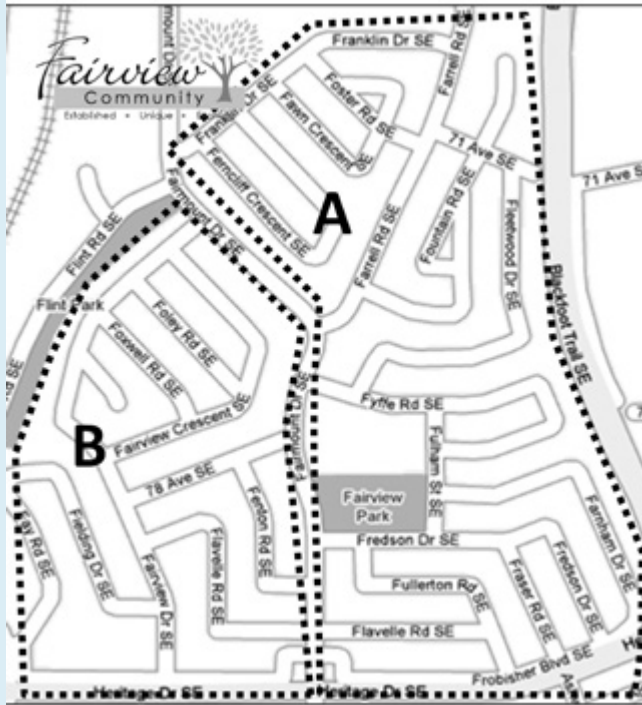 Fairview
Community
Established • Unique •
Franklin Dr SE
Farrell Rd SE
Foster Rd SE
Fawn Crescent SE
Franklin Dr SE
71 Ave SE
71 Ave S
Ferncliff Crescent SE
A
Fountain Rd SE
Fleetwood Dr SE
Farrell Rd SE
Fairmount Dr SE
Flint Rd SE
Blackfoot Trail SE
Flint Park
Foley Rd SE
Foxwell Rd SE
Fyffe Rd SE
Fairmount Dr SE
Fairview Crescent SE
B
Fulham St SE
78 Ave SE
Fairview
Park
Fenton Rd SE
Farnham Dr SE
Fielding Dr SE
Fredson Dr SE
Fairview Dr SE
Flavelle Rd SE
Fullerton Rd SE
Fraser Rd SE
Fredson Dr SE
Flavelle Rd SE
Frobisher Blvd SE
Heritage Dr SE
Heritage Dr SE